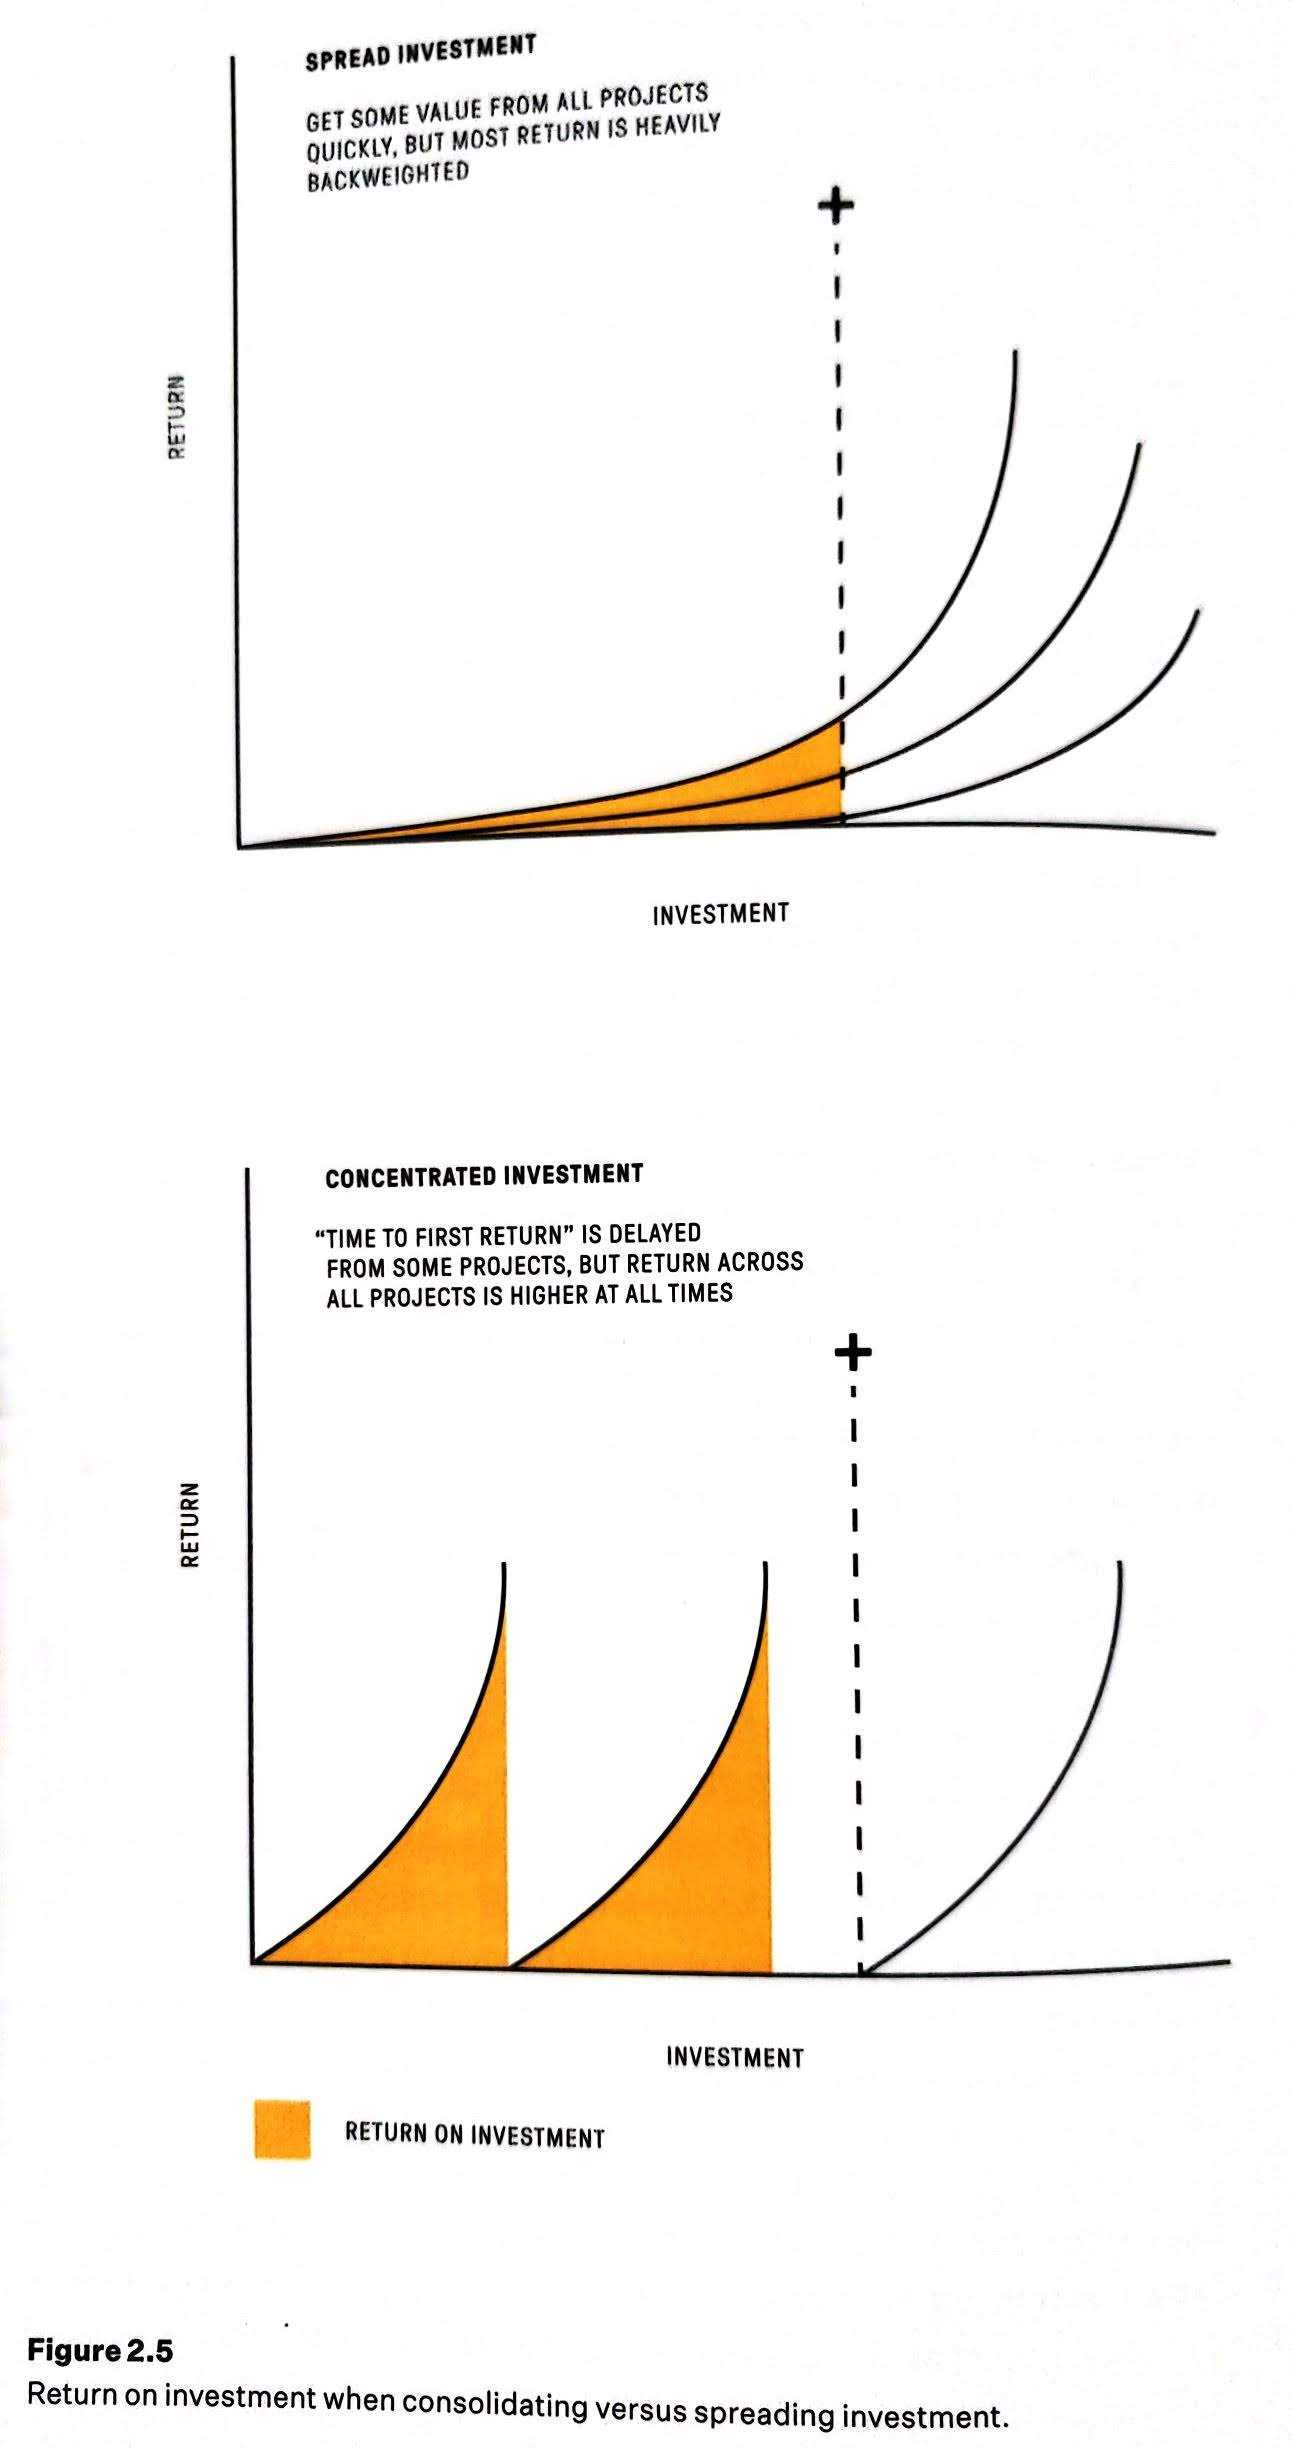 SPREAD INVESTMENT
GET SOME VALUE FROM ALL PROJECTS
QUICKLY, BUT MOST RETURN IS HEAVILY
BACKWEIGHTED
RETURN
INVESTMENT
CONCENTRATED INVESTMENT
“TIME TO FIRST RETURN” IS DELAYED
FROM SOME PROJECTS, BUT RETURN ACROSS
ALL PROJECTS IS HIGHER AT ALL TIMES
RETURN
INVESTMENT
RETURN ON INVESTMENT
Figure 2.5
Return on investment when consolidating versus spreading investment.